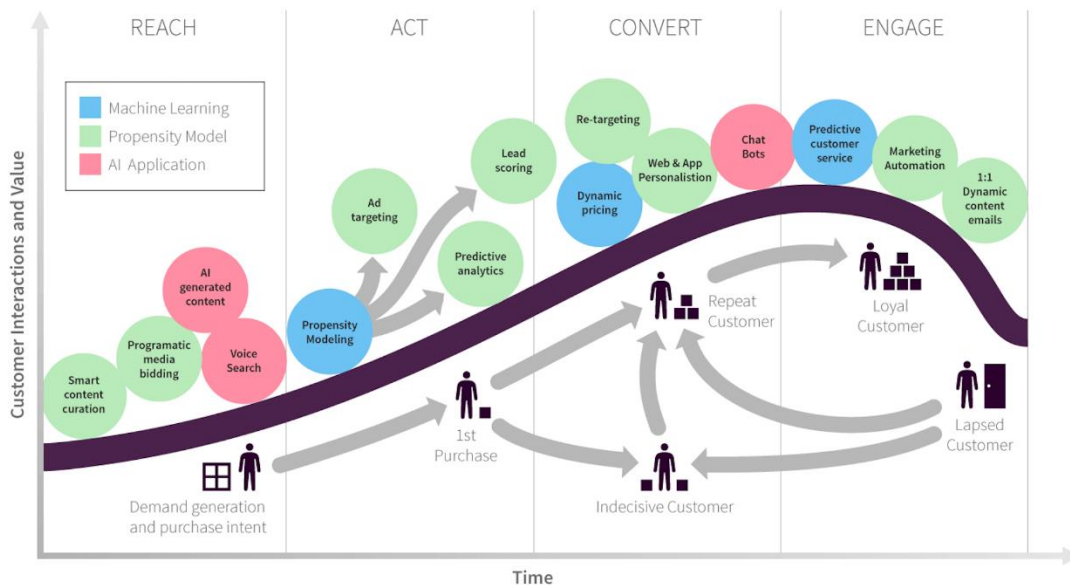 REACH
ACT
CONVERT
ENGAGE
Machine Learning
Propensity Model
AI Application
Customer Interactions and Value
Smart
content
curation
Programatic
media
bidding
AI
generated
content
Voice
Search
Propensity
Modeling
Ad
targeting
Lead
scoring
Predictive
analytics
Re-targeting
Dynamic
pricing
Web & App
Personalistion
Chat
Bots
Predictive
customer
service
Marketing
Automation
1:1
Dynamic
content
emails
Demand generation
and purchase intent
1st
Purchase
Repeat
Customer
Indecisive Customer
Loyal
Customer
Lapsed
Customer
Time